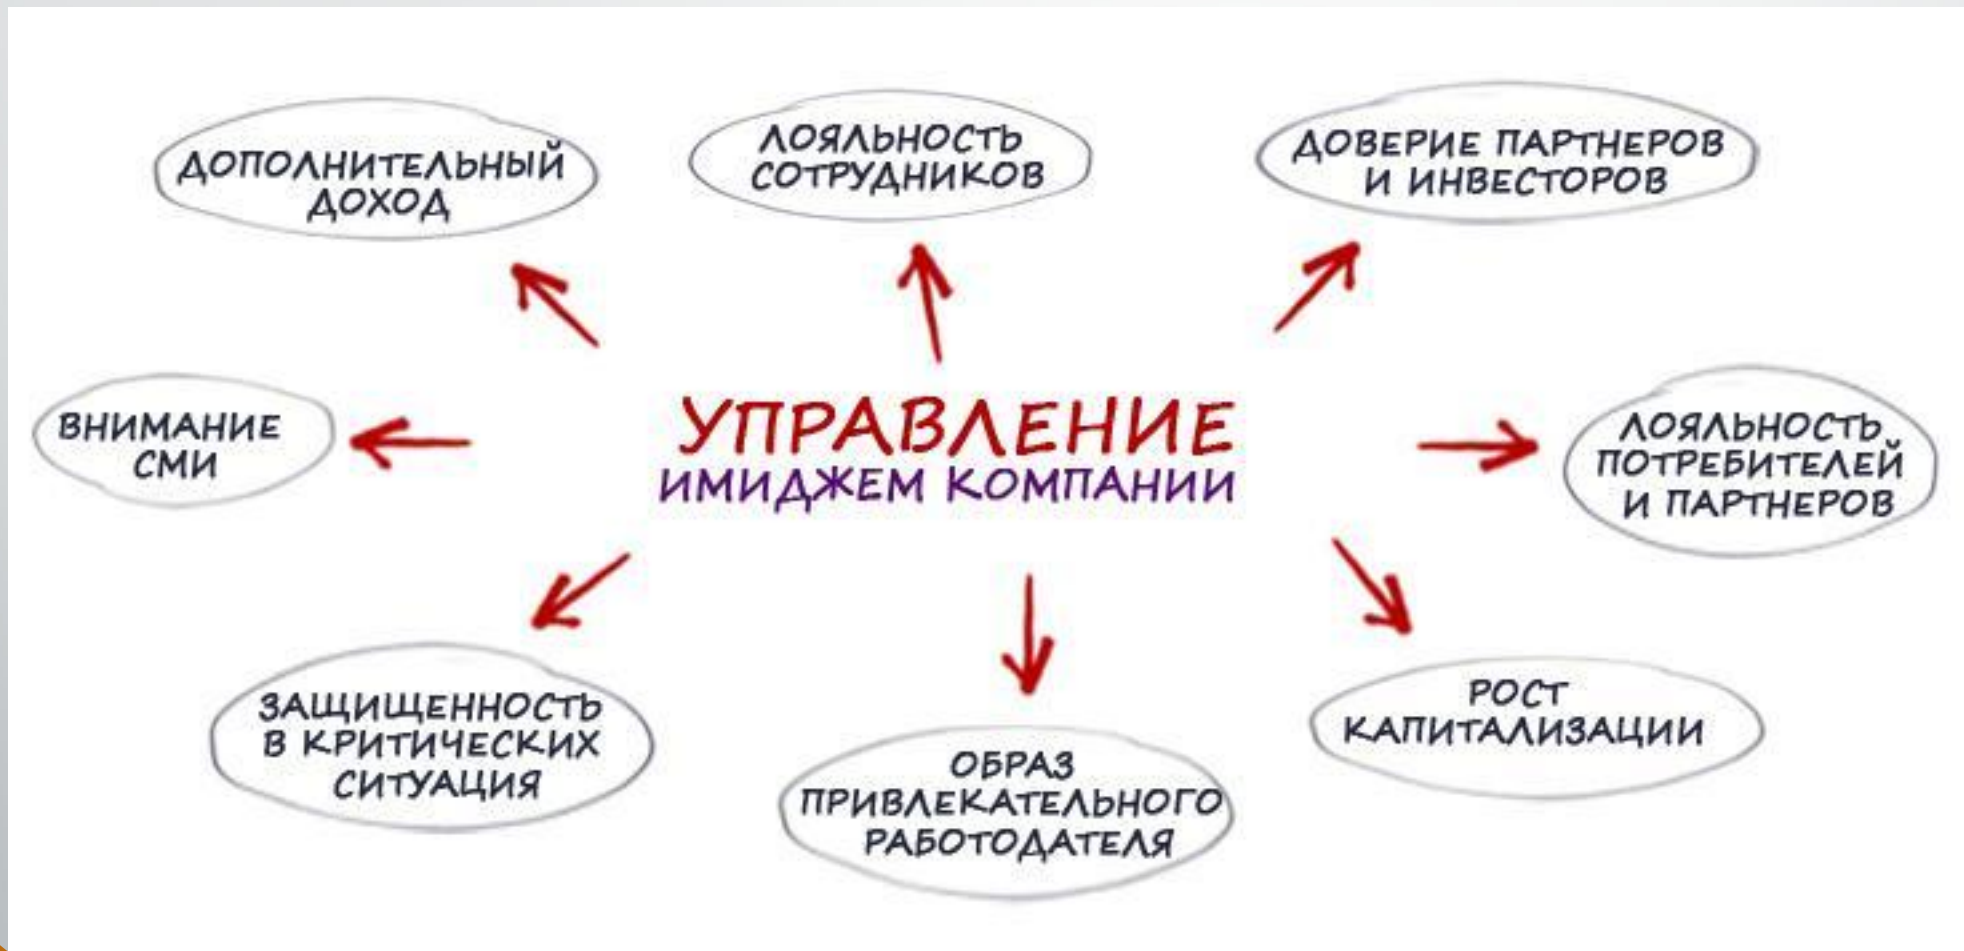 ДОПОЛНИТЕЛЬНЫЙ
ДОХОД
ЛОЯЛЬНОСТЬ
СОТРУДНИКОВ
ДОВЕРИЕ ПАРТНЕРОВ
И ИНВЕСТОРОВ
ВНИМАНИЕ
СМИ
УПРАВЛЕНИЕ
ИМИДЖЕМ КОМПАНИИ
ЛОЯЛЬНОСТЬ
ПОТРЕБИТЕЛЕЙ
И ПАРТНЕРОВ
ЗАЩИЩЕННОСТЬ
В КРИТИЧЕСКИХ
СИТУАЦИЯ
ОБРАЗ
ПРИВЛЕКАТЕЛЬНОГО
РАБОТОДАТЕЛЯ
РОСТ
КАПИТАЛИЗАЦИИ